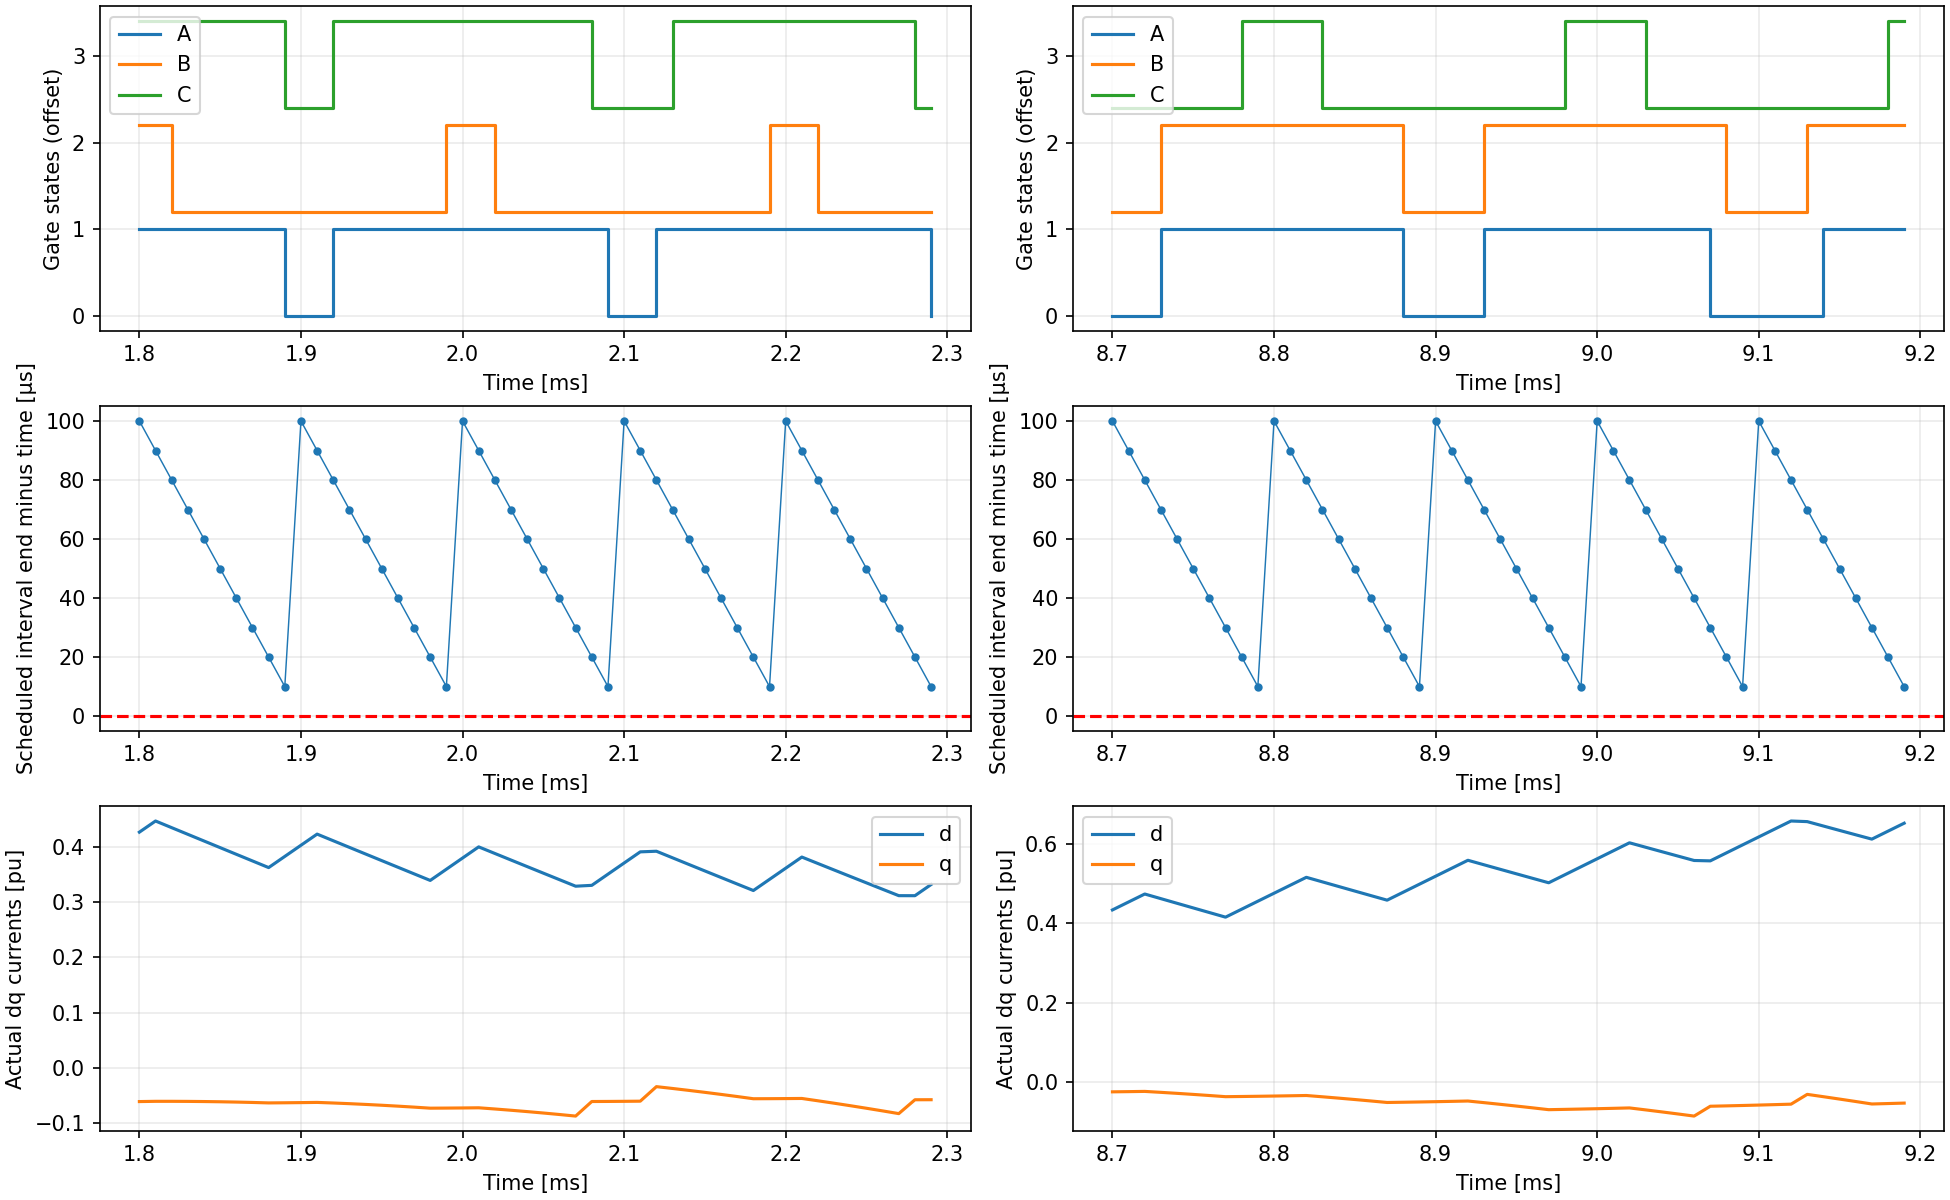 Gate states (offset)
3
2
1
0
A
B
C
1.8 1.9 2.0 2.1 2.2 2.3
Time [ms]
Gate states (offset)
3
2
1
0
A
B
C
8.7 8.8 8.9 9.0 9.1 9.2
Time [ms]
Scheduled interval end minus time [µs]
100
80
60
40
20
0
1.8 1.9 2.0 2.1 2.2 2.3
Time [ms]
Scheduled interval end minus time [µs]
100
80
60
40
20
0
8.7 8.8 8.9 9.0 9.1 9.2
Time [ms]
Actual dq currents [pu]
0.4
0.3
0.2
0.1
0.0
−0.1
d
q
1.8 1.9 2.0 2.1 2.2 2.3
Time [ms]
Actual dq currents [pu]
0.6
0.4
0.2
0.0
d
q
8.7 8.8 8.9 9.0 9.1 9.2
Time [ms]